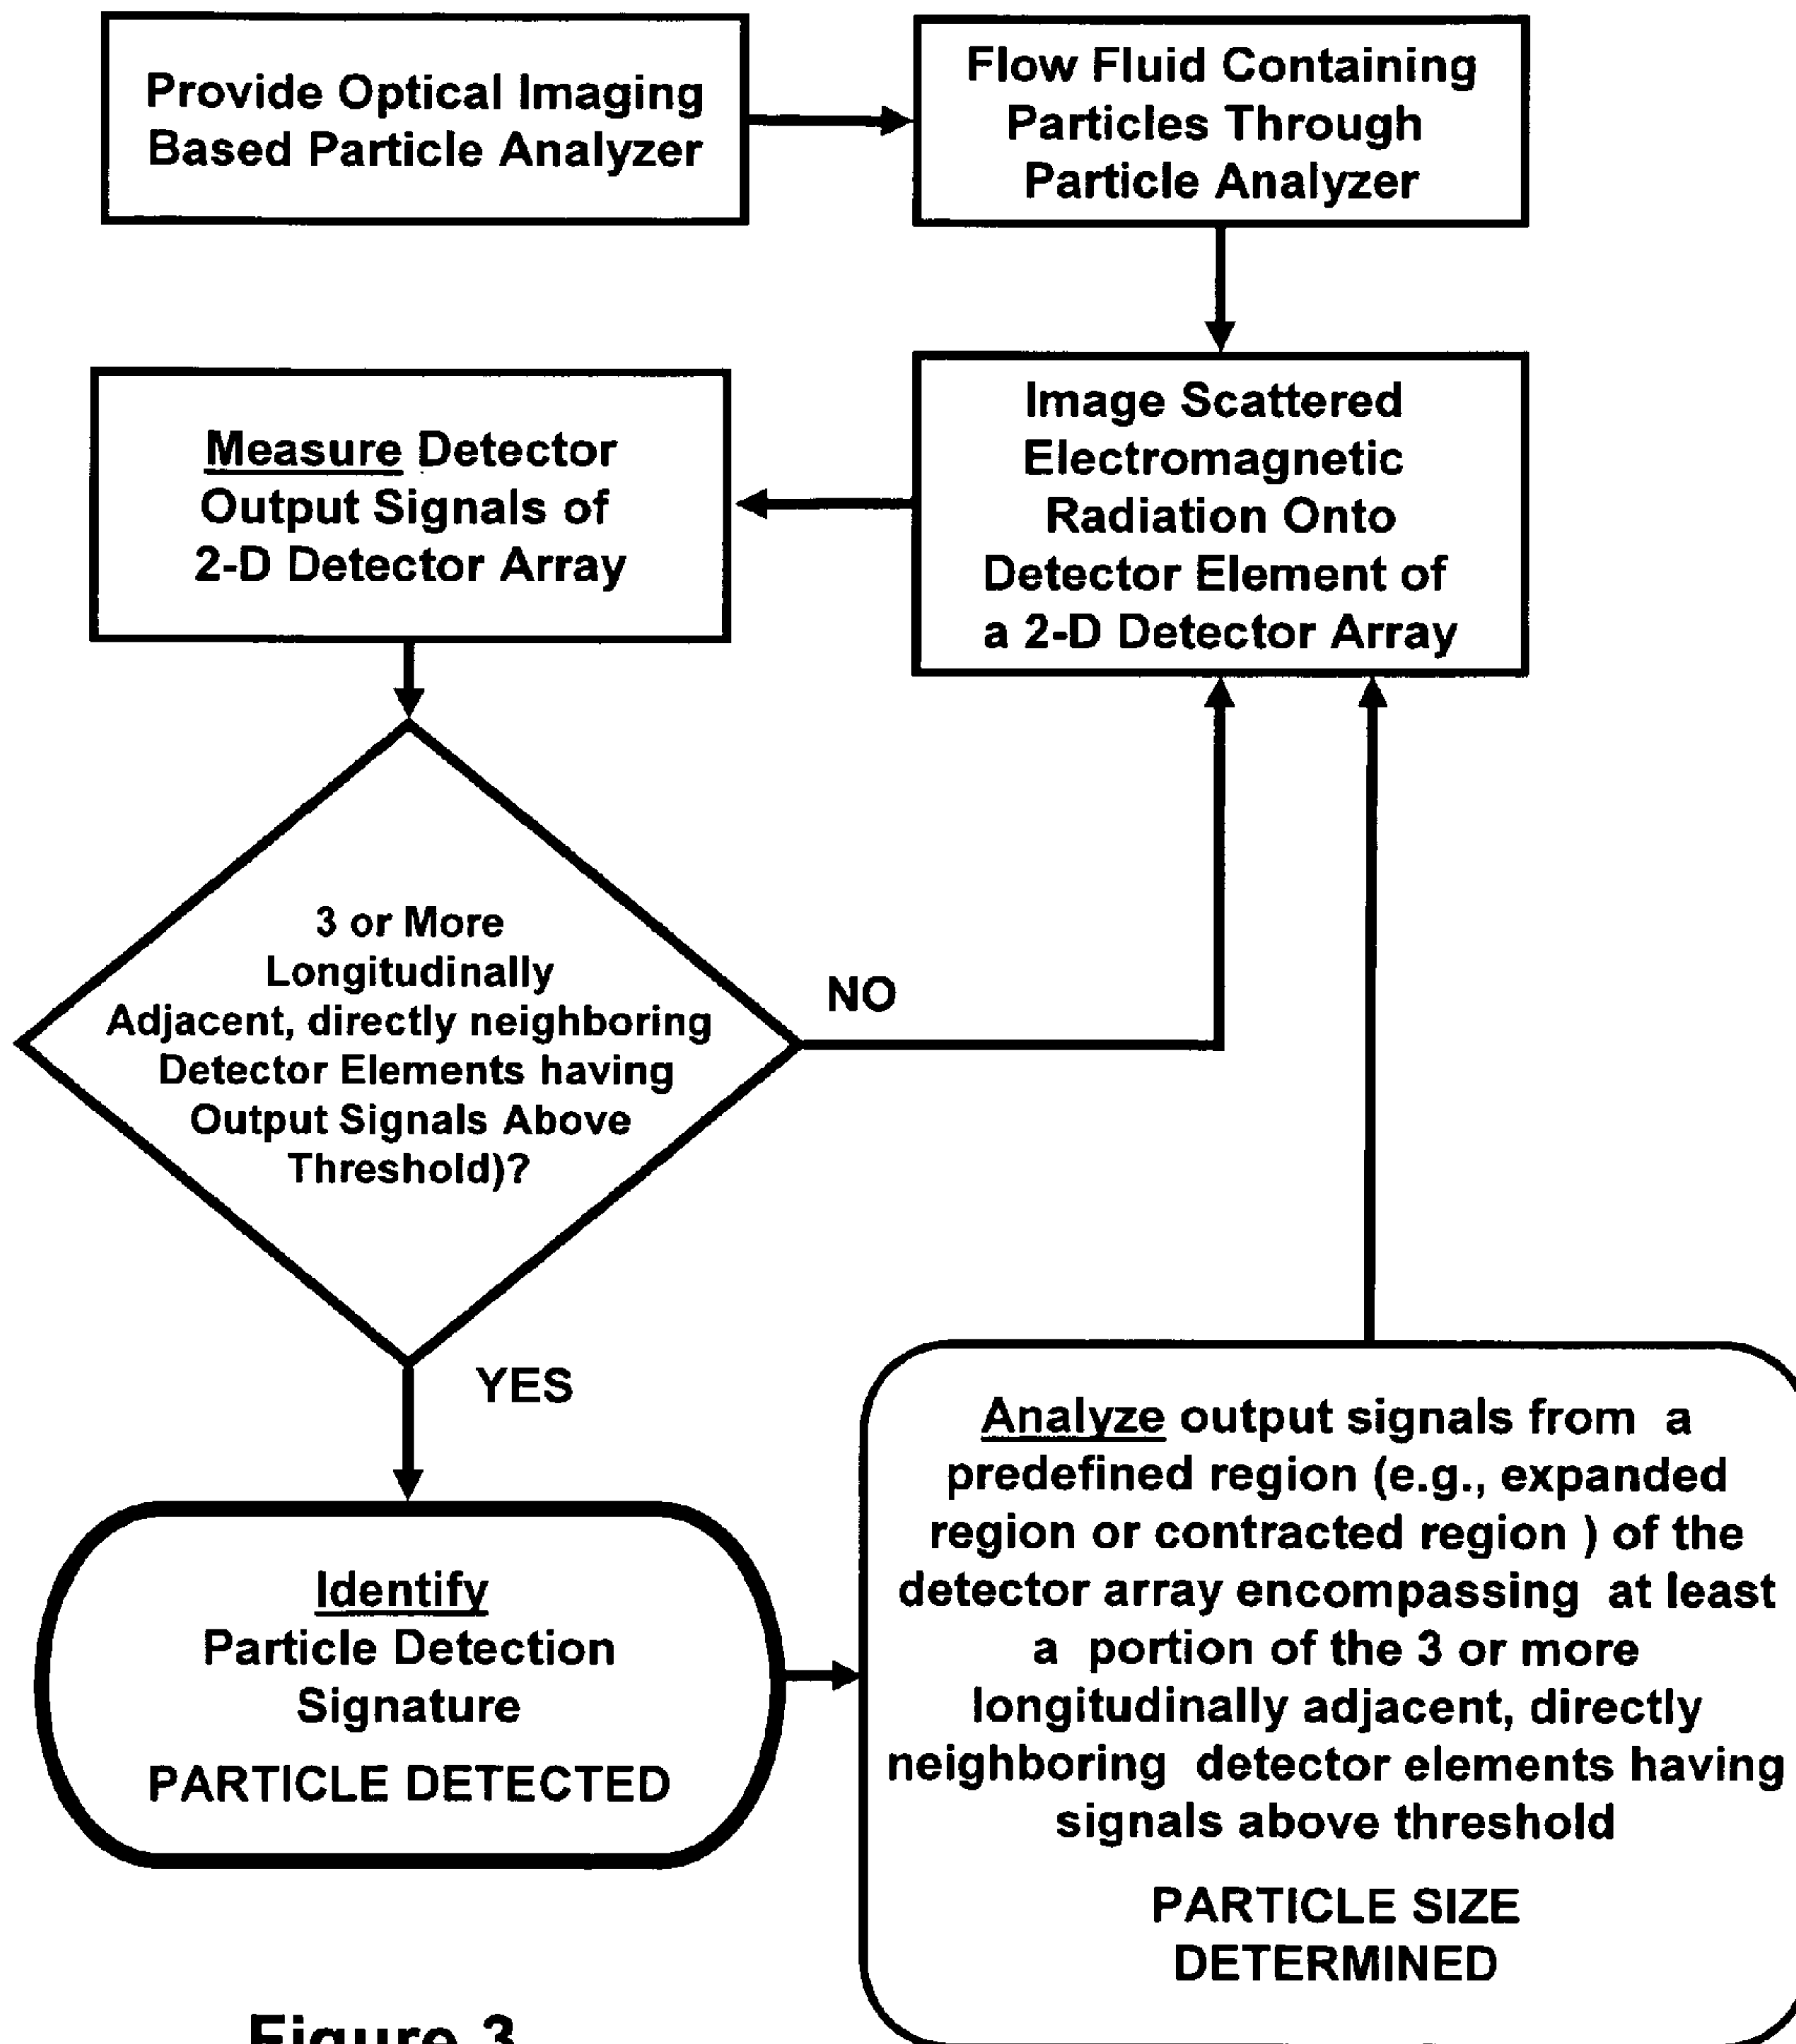 Provide Optical Imaging
Based Particle Analyzer
Flow Fluid Containing
Particles Through
Particle Analyzer
Image Scattered
Electromagnetic
Radiation Onto
Detector Element of
a 2-D Detector Array
Measure Detector
Output Signals of
2-D Detector Array
3 or More
Longitudinally
Adjacent, directly neighboring
Detector Elements having
Output Signals Above
Threshold)?
NO
YES
Identify
Particle Detection
Signature
PARTICLE DETECTED
Analyze output signals from a
predefined region (e.g., expanded
region or contracted region ) of the
detector array encompassing at least
a portion of the 3 or more
longitudinally adjacent, directly
neighboring detector elements having
signals above threshold
PARTICLE SIZE
DETERMINED
Figure 3